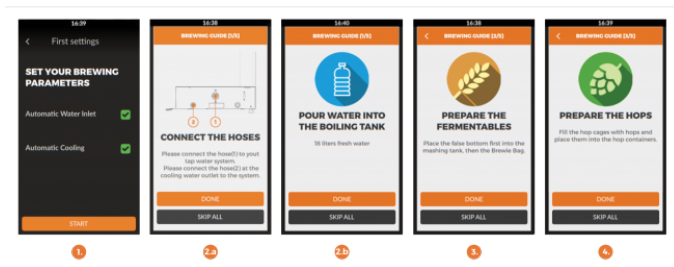 16:39
First settings
SET YOUR BREWING
PARAMETERS
Automatic Water Inlet
Automatic Cooling
START
1.
16:38
BREWING GUIDE [1/5]
2
1
CONNECT THE HOSES
Please connect the hose(1) to yout
tap water system.
Please connect the hose(2) at the
cooling water outlet to the system.
DONE
SKIP ALL
2.a
16:40
BREWING GUIDE [1/5]
POUR WATER INTO
THE BOILING TANK
18 liters fresh water
DONE
SKIP ALL
2.b
16:38
BREWING GUIDE [2/5]
PREPARE THE
FERMENTABLES
Place the false bottom first into the
mashing tank, then the Brewie Bag.
DONE
SKIP ALL
3.
16:39
BREWING GUIDE [3/5]
PREPARE THE HOPS
Fill the hop cages with hops and
place them into the hop containers.
DONE
SKIP ALL
4.